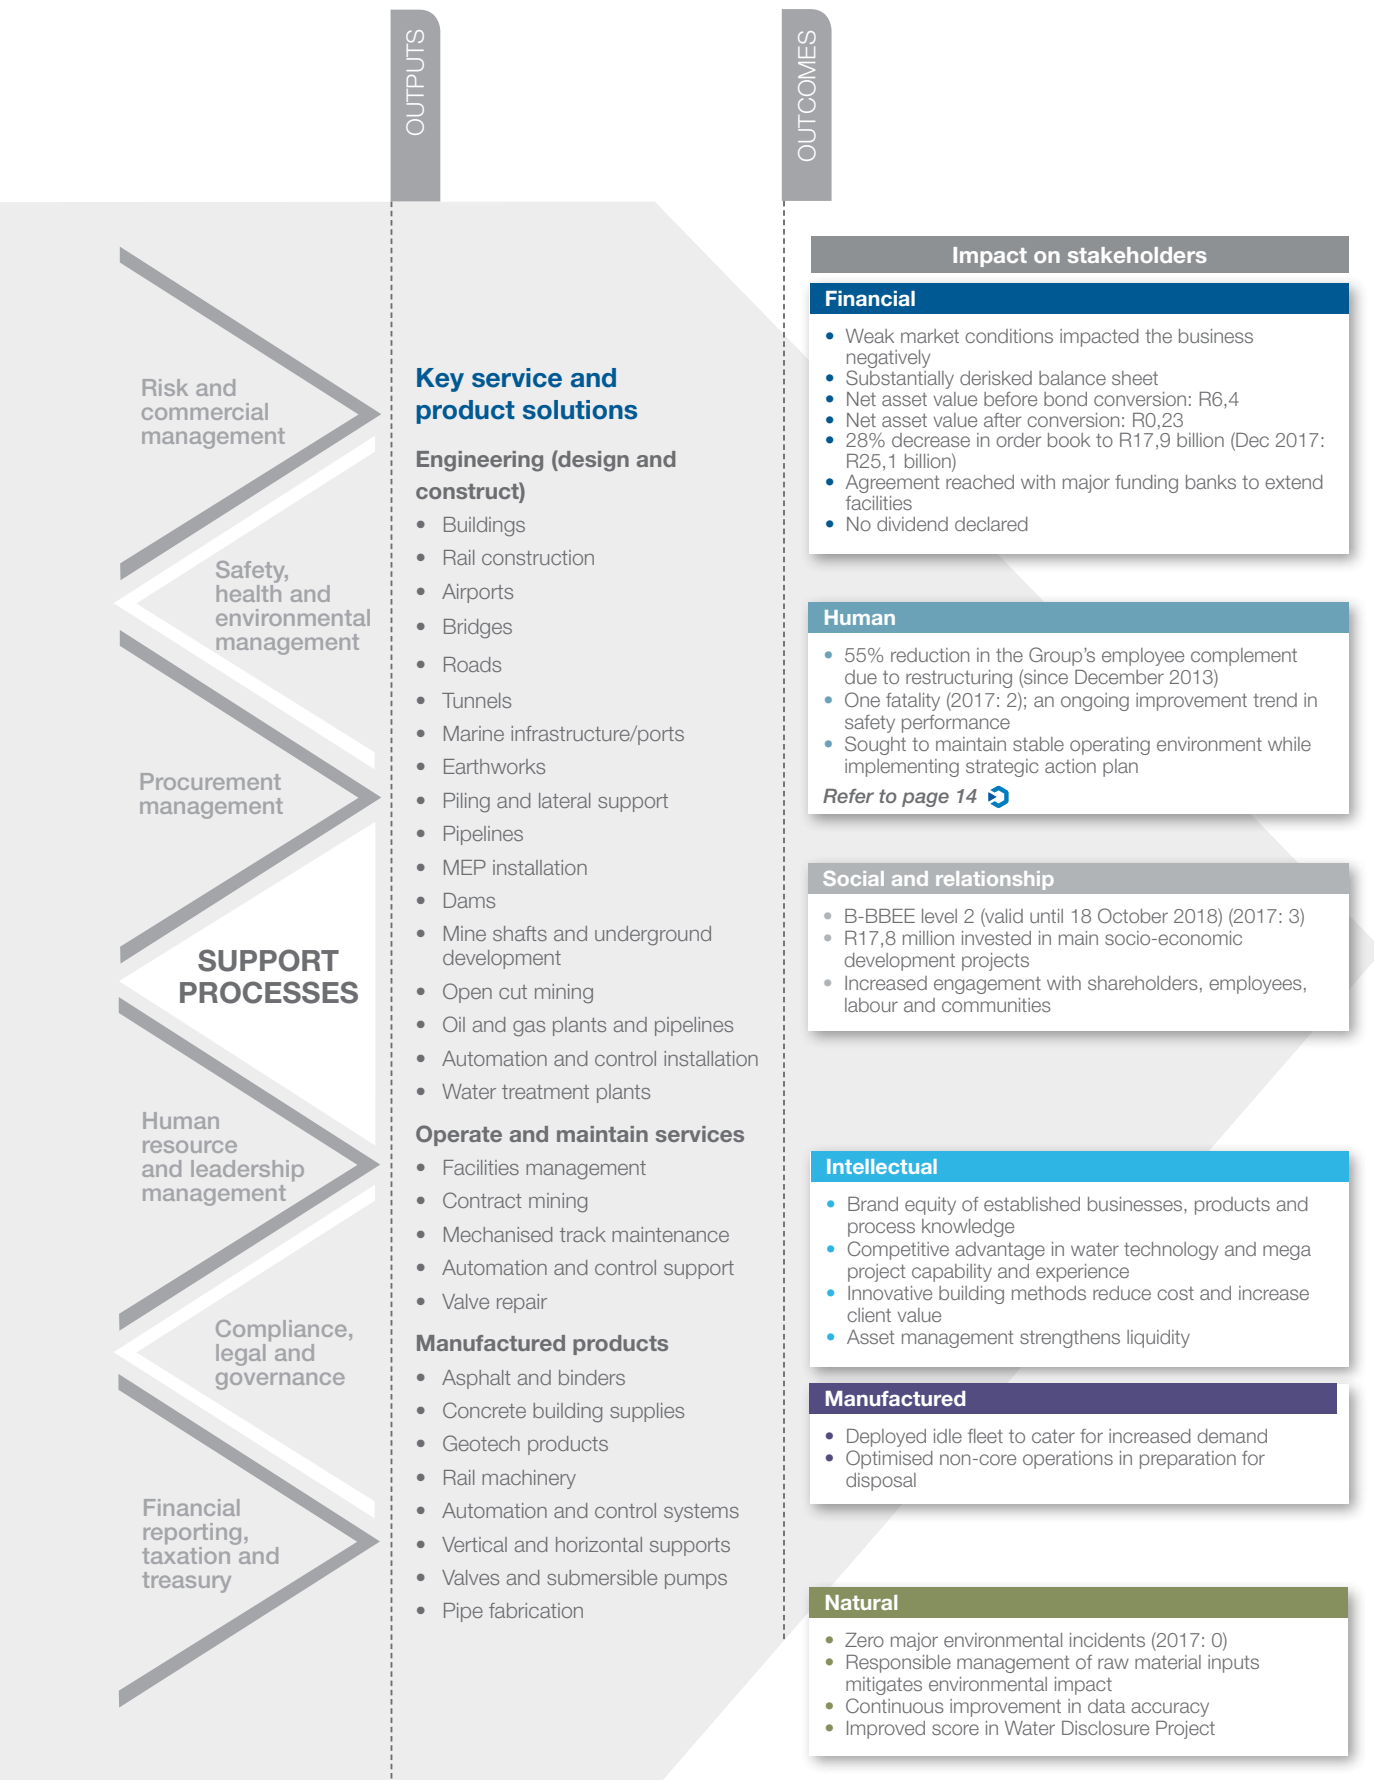 OUTPUTS
OUTCOMES
Risk and
commercial
management
Safety,
health and
environmental
management
Procurement
management
SUPPORT
PROCESSES
Human
resource
and leadership
management
Compliance,
legal and
governance
Financial
reporting,
taxation and
treasury
Key service and
product solutions
Engineering (design and
construct)
• Buildings
• Rail construction
• Airports
• Bridges
• Roads
• Tunnels
• Marine infrastructure/ports
• Earthworks
• Piling and lateral support
• Pipelines
• MEP installation
• Dams
• Mine shafts and underground
development
• Open cut mining
• Oil and gas plants and pipelines
• Automation and control installation
• Water treatment plants
Operate and maintain services
• Facilities management
• Contract mining
• Mechanised track maintenance
• Automation and control support
• Valve repair
Manufactured products
• Asphalt and binders
• Concrete building supplies
• Geotech products
• Rail machinery
• Automation and control systems
• Vertical and horizontal supports
• Valves and submersible pumps
• Pipe fabrication
Impact on stakeholders
Financial
• Weak market conditions impacted the business
negatively
• Substantially derisked balance sheet
• Net asset value before bond conversion: R6,4
• Net asset value after conversion: R0,23
• 28% decrease in order book to R17,9 billion (Dec 2017:
R25,1 billion)
• Agreement reached with major funding banks to extend
facilities
• No dividend declared
Human
• 55% reduction in the Group's employee complement
due to restructuring (since December 2013)
• One fatality (2017: 2); an ongoing improvement trend in
safety performance
• Sought to maintain stable operating environment while
implementing strategic action plan
Refer to page 14
Social and relationship
• B-BBEE level 2 (valid until 18 October 2018) (2017: 3)
• R17,8 million invested in main socio-economic
development projects
• Increased engagement with shareholders, employees,
labour and communities
Intellectual
• Brand equity of established businesses, products and
process knowledge
• Competitive advantage in water technology and mega
project capability and experience
• Innovative building methods reduce cost and increase
client value
• Asset management strengthens liquidity
Manufactured
• Deployed idle fleet to cater for increased demand
• Optimised non-core operations in preparation for
disposal
Natural
• Zero major environmental incidents (2017: 0)
• Responsible management of raw material inputs
mitigates environmental impact
• Continuous improvement in data accuracy
• Improved score in Water Disclosure Project